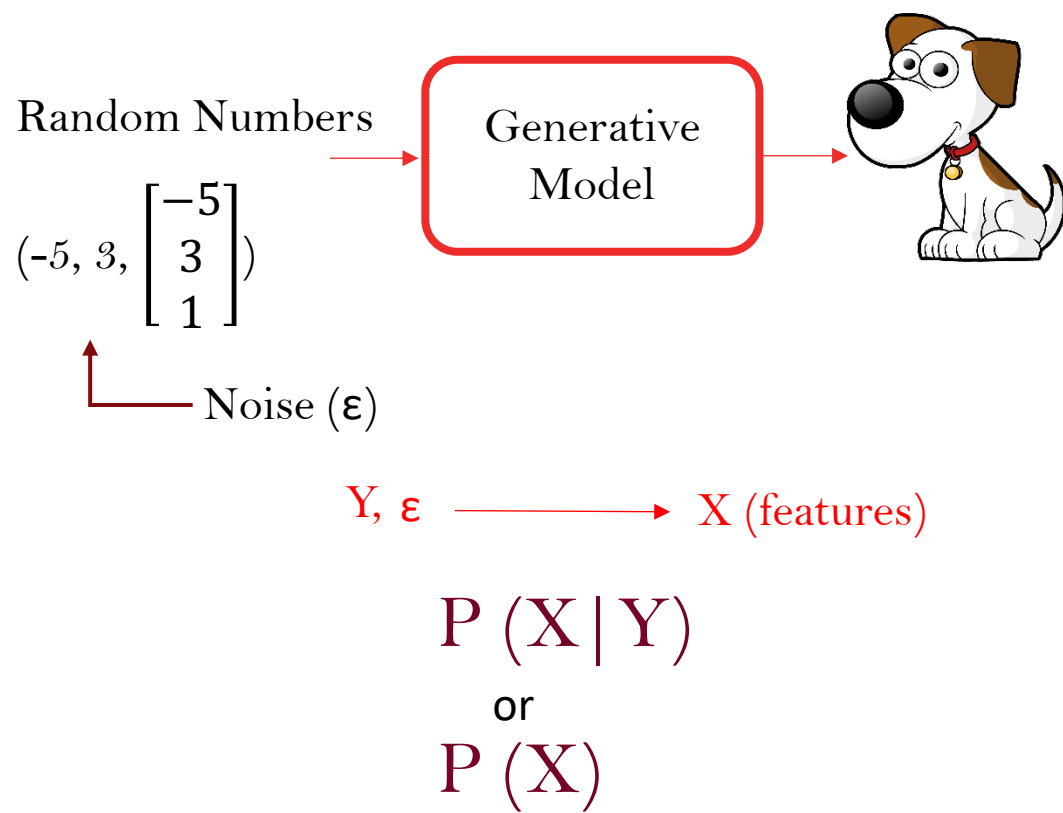 Random Numbers
Generative
Model
(-5, 3, [−5
3
1])
Noise (ε)
Y, ε
X (features)
P (X | Y)
or
P (X)